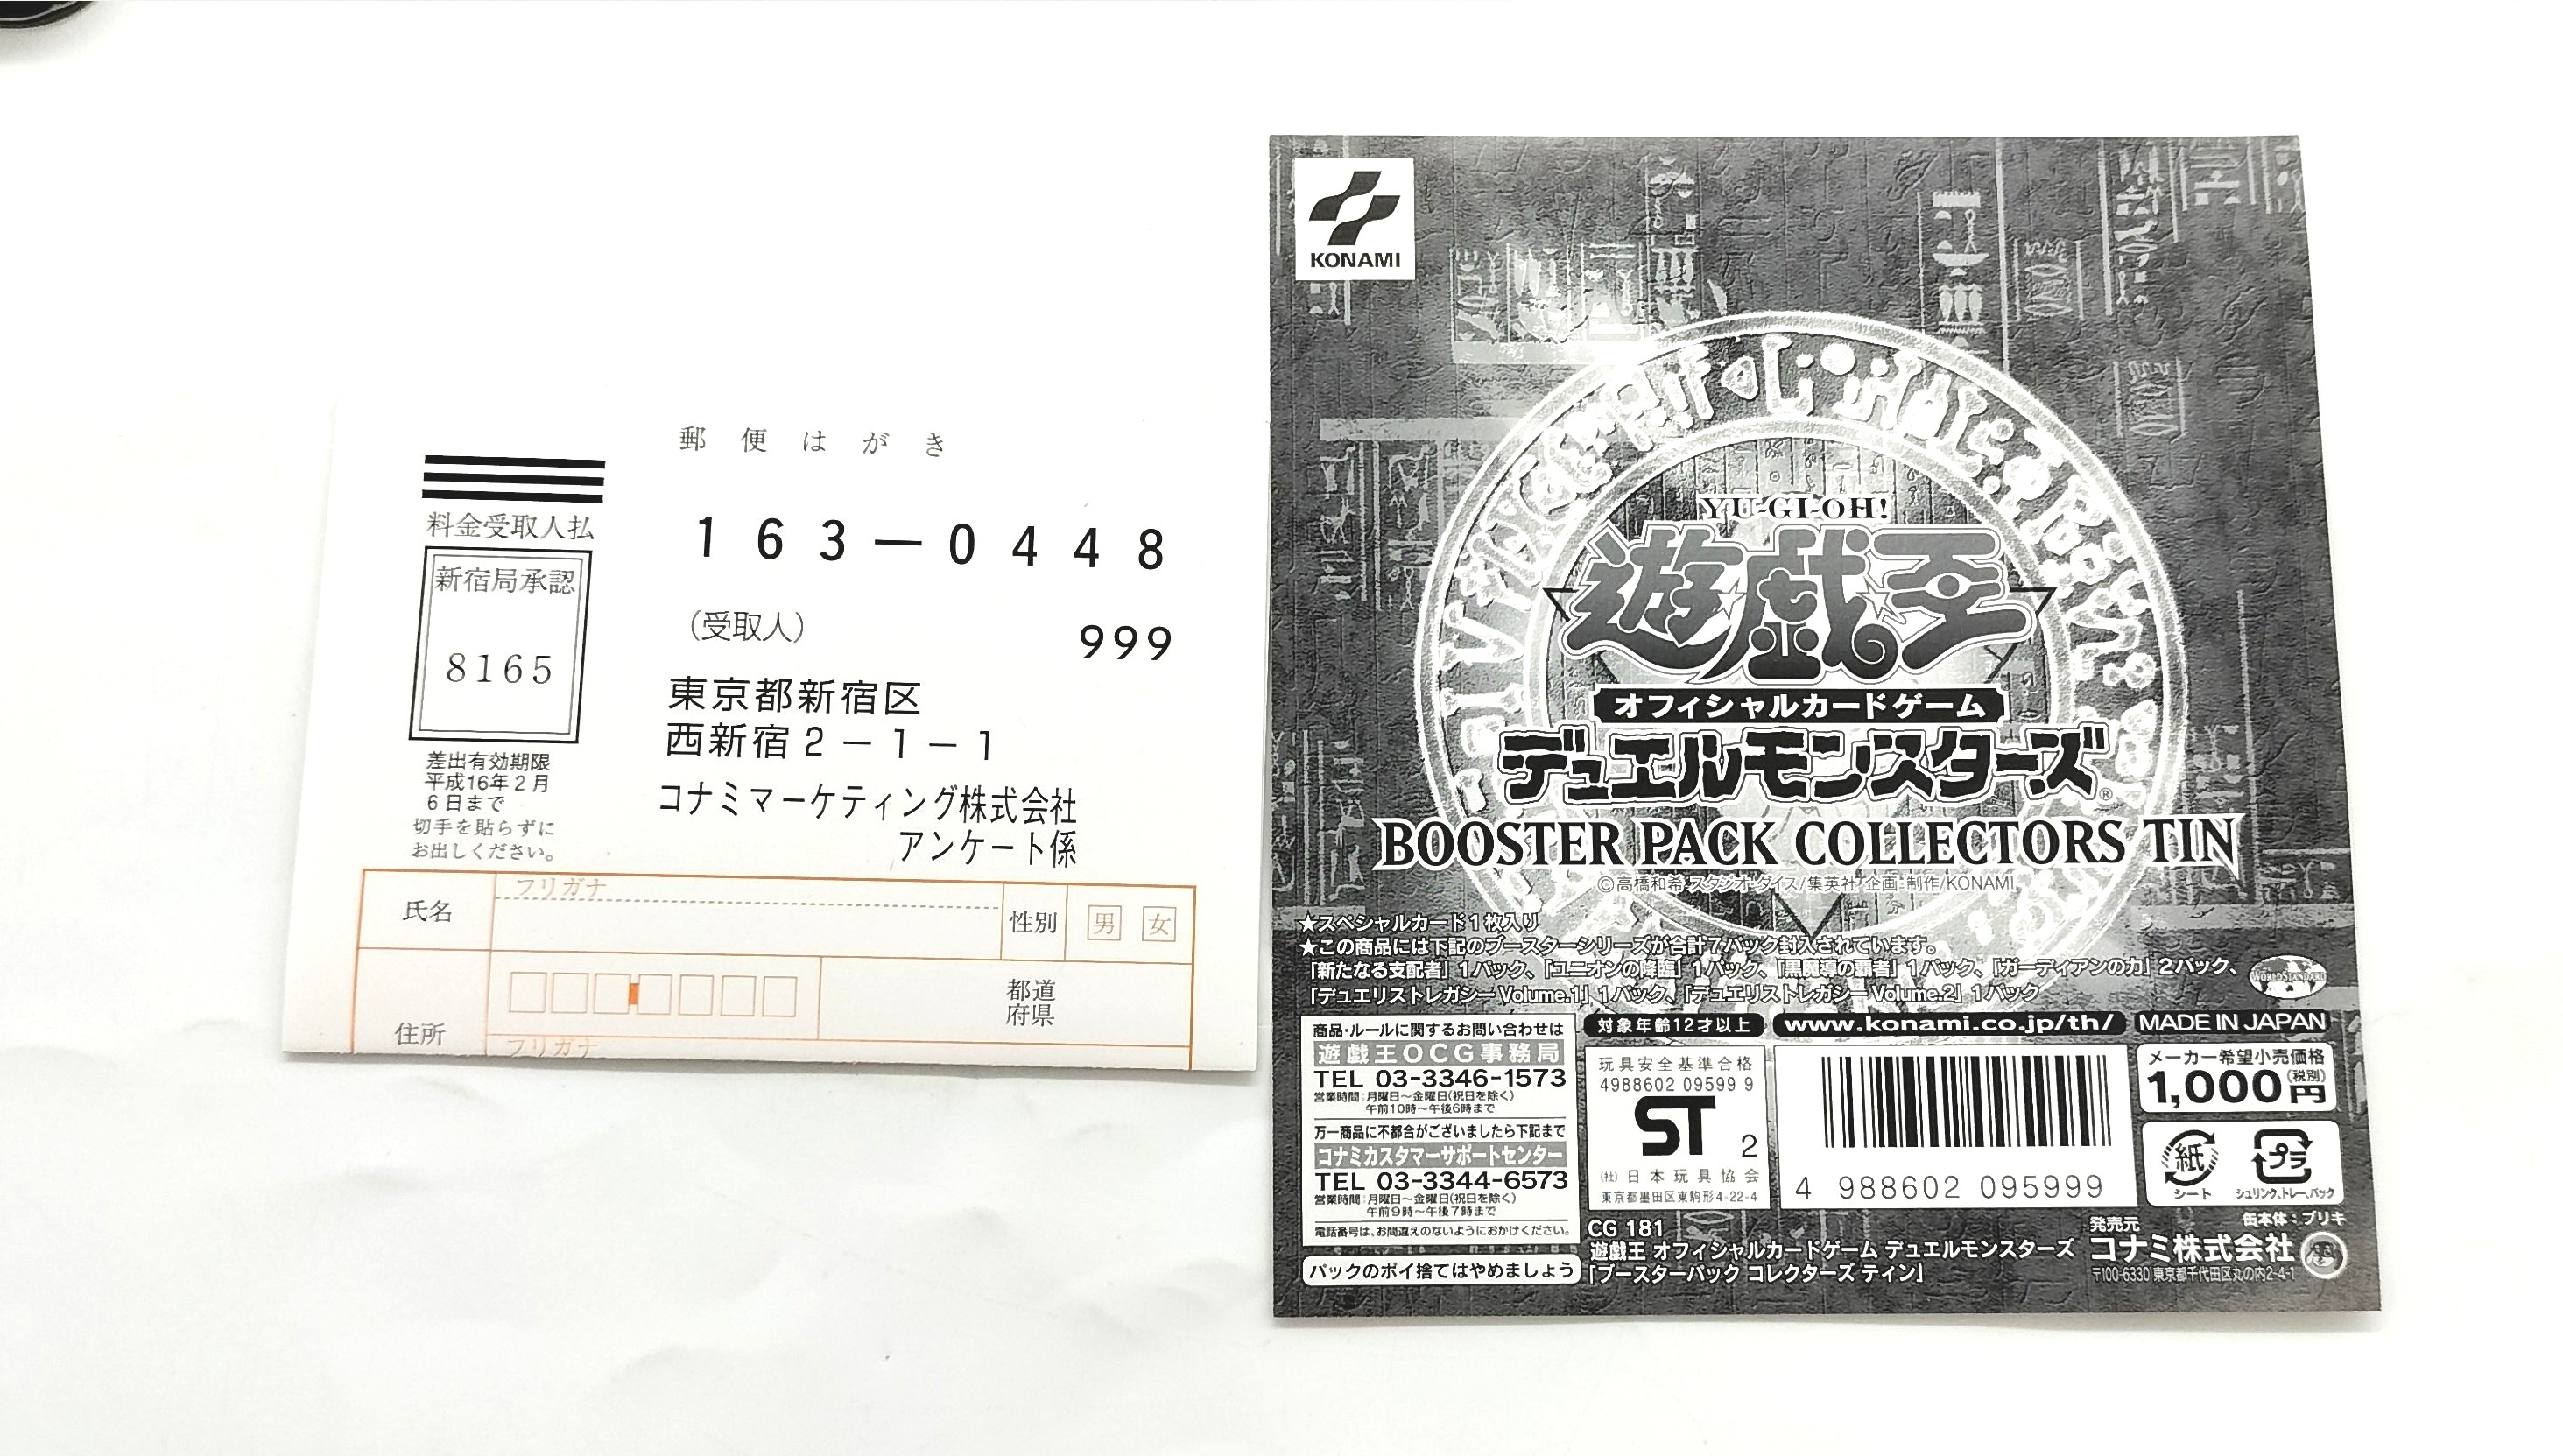 郵便はがき
料金受取人払
新宿局承認
8165
差出有効期限
平成16年2月
6日まで
切手を貼らずに
お出しください。
163-0448
(受取人)
999
東京都新宿区
西新宿2-1-1
コナミマーケティング株式会社
アンケート係
氏名
フリガナ
性別
男 女
住所
都道
府県
フリガナ
KONAMI
YU-GI-OH!
遊戯王
オフィシャルカードゲーム
デュエルモンスターズ®
BOOSTER PACK COLLECTORS TIN
©高橋和希 スタジオ・ダイス/集英社 企画・制作/KONAMI
★スペシャルカード1枚入り
★この商品には下記のブースターシリーズが合計7パック封入されています。
「新たなる支配者」1パック、「ユニオンの降臨」1パック、「黒魔導の覇者」1パック、「ガーディアンの力」2パック、
「デュエリストレガシー Volume.1」1パック、「デュエリストレガシー Volume.2」1パック
WORLD STANDARD
商品・ルールに関するお問い合わせは
遊戯王OCG事務局
TEL 03-3346-1573
営業時間:月曜日~金曜日(祝日を除く)
午前10時~午後6時まで
万一商品に不都合がございましたら下記まで
コナミカスタマーサポートセンター
TEL 03-3344-6573
営業時間:月曜日~金曜日(祝日を除く)
午前9時~午後7時まで
電話番号は、お間違えのないようにおかけください。
パックのポイ捨てはやめましょう
対象年齢12才以上
www.konami.co.jp/th/
MADE IN JAPAN
玩具安全基準合格
4988602 09599 9
ST 2
(社)日本玩具協会
東京都墨田区東駒形4-22-4
4 988602 095999
メーカー希望小売価格
1,000円(税別)
紙
シート
プラ
シュリンク、トレー、パック
缶本体:ブリキ
CG 181
遊戯王 オフィシャルカードゲーム デュエルモンスターズ
「ブースターパック コレクターズ ティン」
発売元
コナミ株式会社
〒100-6330 東京都千代田区丸の内2-4-1